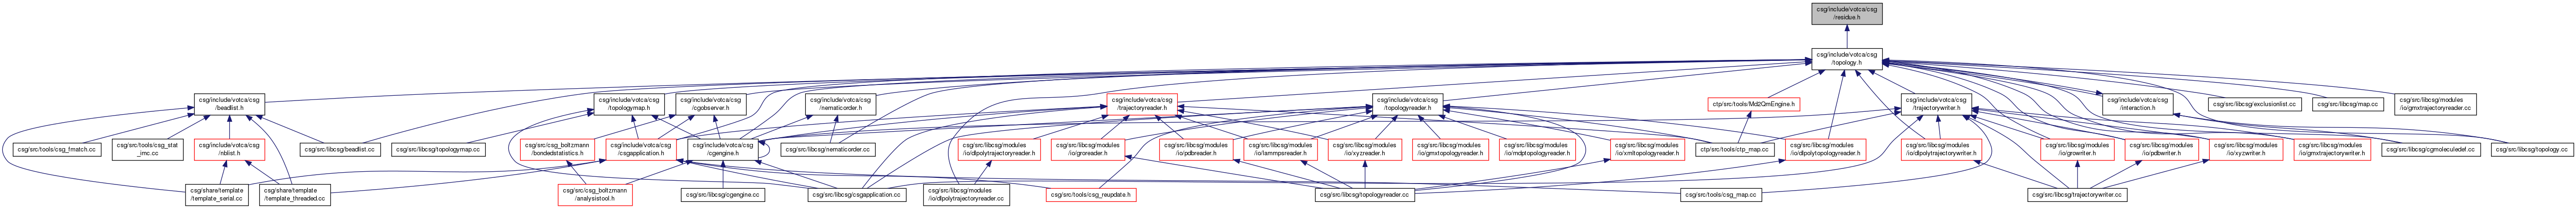 csg/include/votca/csg
/residue.h
csg/include/votca/csg
/topology.h
csg/include/votca/csg
/beadlist.h
csg/include/votca/csg
/topologymap.h
csg/include/votca/csg
/cgobserver.h
csg/include/votca/csg
/nematicorder.h
csg/include/votca/csg
/trajectoryreader.h
csg/include/votca/csg
/topologyreader.h
ctp/src/tools/Md2QmEngine.h
csg/include/votca/csg
/trajectorywriter.h
csg/include/votca/csg
/interaction.h
csg/src/libcsg/exclusionlist.cc
csg/src/libcsg/map.cc
csg/src/libcsg/modules
/io/gmxtrajectoryreader.cc
csg/src/tools/csg_fmatch.cc
csg/src/tools/csg_stat
_imc.cc
csg/include/votca/csg
/nblist.h
csg/src/libcsg/beadlist.cc
csg/src/libcsg/topologymap.cc
csg/src/csg_boltzmann
/bondedstatistics.h
csg/include/votca/csg
/csgapplication.h
csg/include/votca/csg
/cgengine.h
csg/src/libcsg/nematicorder.cc
csg/src/libcsg/modules
/io/dlpolytrajectoryreader.h
csg/src/libcsg/modules
/io/groreader.h
csg/src/libcsg/modules
/io/pdbreader.h
csg/src/libcsg/modules
/io/lammpsreader.h
csg/src/libcsg/modules
/io/xyzreader.h
csg/src/libcsg/modules
/io/gmxtopologyreader.h
csg/src/libcsg/modules
/io/mdptopologyreader.h
csg/src/libcsg/modules
/io/xmltopologyreader.h
ctp/src/tools/ctp_map.cc
csg/src/libcsg/modules
/io/dlpolytopologyreader.h
csg/src/libcsg/modules
/io/dlpolytrajectorywriter.h
csg/src/libcsg/modules
/io/growriter.h
csg/src/libcsg/modules
/io/pdbwriter.h
csg/src/libcsg/modules
/io/xyzwriter.h
csg/src/libcsg/modules
/io/gmxtrajectorywriter.h
csg/src/libcsg/cgmoleculedef.cc
csg/src/libcsg/topology.cc
csg/share/template
/template_serial.cc
csg/share/template
/template_threaded.cc
csg/src/csg_boltzmann
/analysistool.h
csg/src/libcsg/cgengine.cc
csg/src/libcsg/csgapplication.cc
csg/src/libcsg/modules
/io/dlpolytrajectoryreader.cc
csg/src/tools/csg_reupdate.h
csg/src/libcsg/topologyreader.cc
csg/src/tools/csg_map.cc
csg/src/libcsg/trajectorywriter.cc